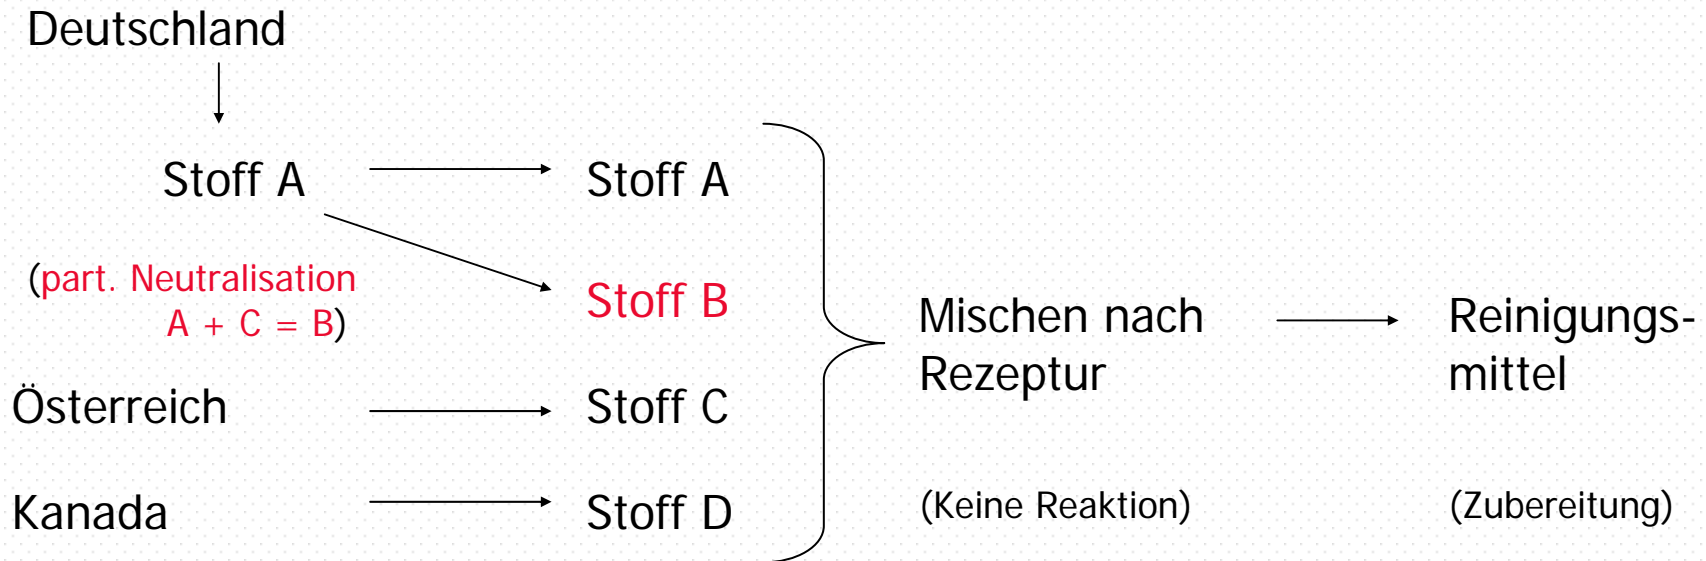 Deutschland
Stoff A
Stoff A
(part. Neutralisation
A + C = B)
Stoff B
Österreich
Stoff C
Kanada
Stoff D
Mischen nach
Rezeptur
(Keine Reaktion)
Reinigungs-
mittel
(Zubereitung)